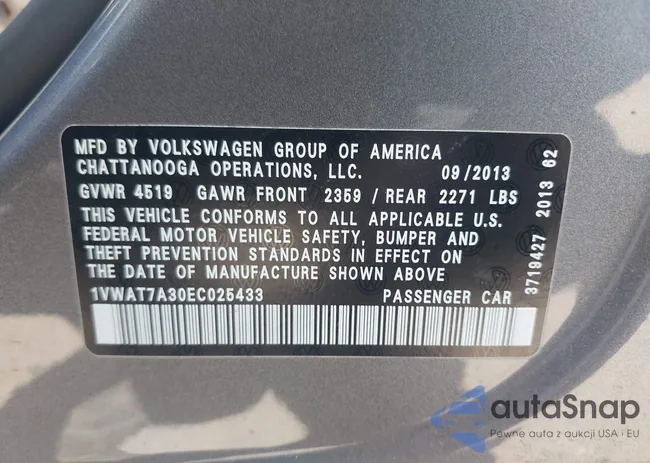 MFD BY VOLKSWAGEN GROUP OF AMERICA
CHATTANOOGA OPERATIONS, LLC. 09/2013
GVWR 4519 GAWR FRONT 2359 / REAR 2271 LBS
THIS VEHICLE CONFORMS TO ALL APPLICABLE U.S.
FEDERAL MOTOR VEHICLE SAFETY, BUMPER AND
THEFT PREVENTION STANDARDS IN EFFECT ON
THE DATE OF MANUFACTURE SHOWN ABOVE
1VWAT7A30EC025433 PASSENGER CAR
3719427 2013 62
autoSnap
Pewne auta z aukcji USA i EU